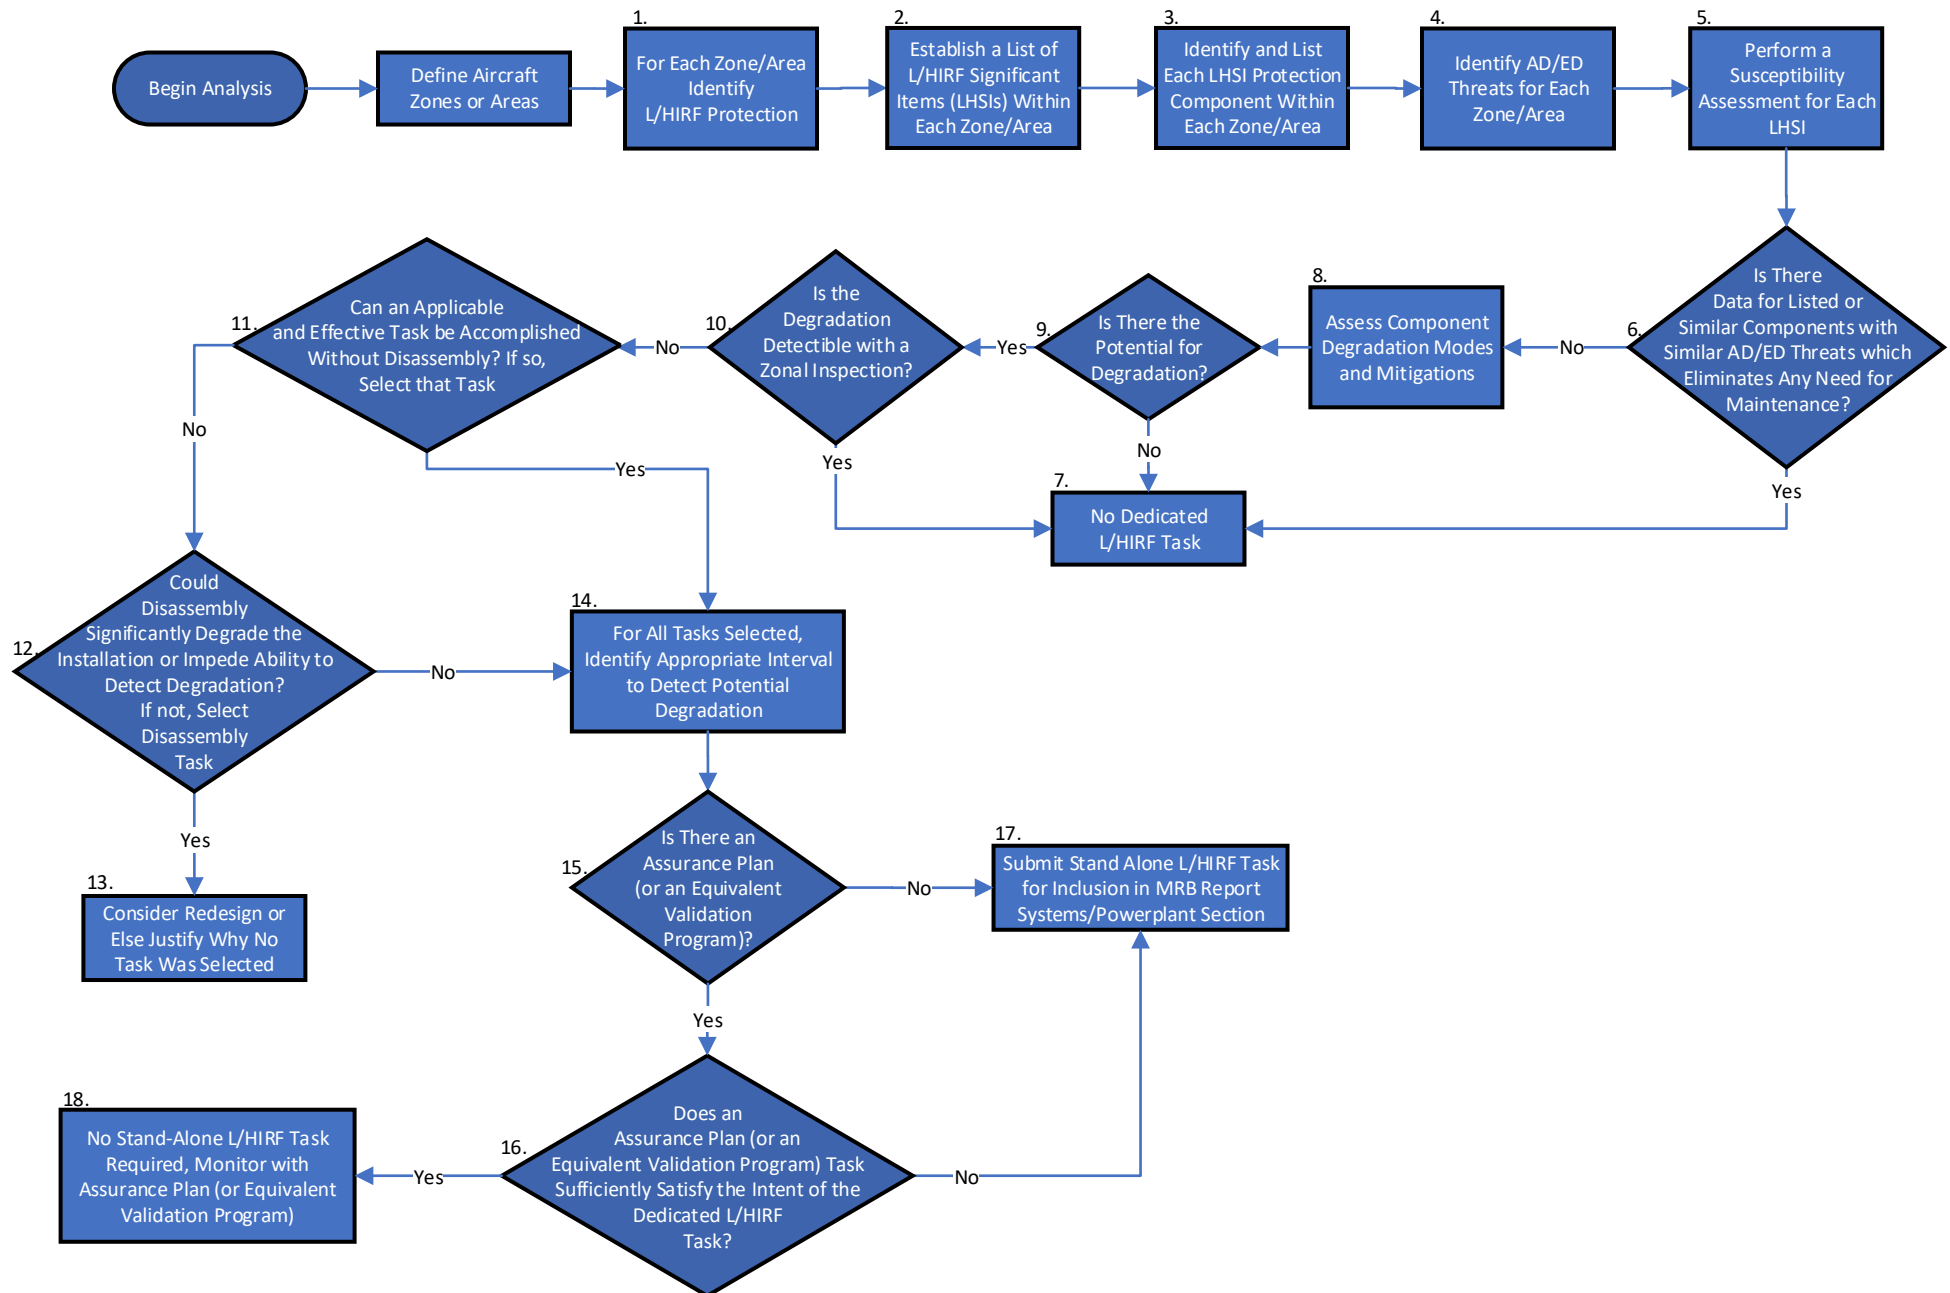 Begin Analysis
Define Aircraft
Zones or Areas
1.
For Each Zone/Area
Identify
L/HIRF Protection
2.
Establish a List of
L/HIRF Significant
Items (LHSIs) Within
Each Zone/Area
3.
Identify and List
Each LHSI Protection
Component Within
Each Zone/Area
4.
Identify AD/ED
Threats for Each
Zone/Area
5.
Perform a
Susceptibility
Assessment for Each
LHSI
6.
Is There
Data for Listed or
Similar Components with
Similar AD/ED Threats which
Eliminates Any Need for
Maintenance?
No
Yes
8.
Assess Component
Degradation Modes
and Mitigations
9.
Is There the
Potential for
Degradation?
Yes
No
7.
No Dedicated
L/HIRF Task
10.
Is the
Degradation
Detectible with a
Zonal Inspection?
No
Yes
11.
Can an Applicable
and Effective Task be Accomplished
Without Disassembly? If so,
Select that Task
No
Yes
12.
Could
Disassembly
Significantly Degrade the
Installation or Impede Ability to
Detect Degradation?
If not, Select
Disassembly
Task
No
Yes
13.
Consider Redesign or
Else Justify Why No
Task Was Selected
14.
For All Tasks Selected,
Identify Appropriate Interval
to Detect Potential
Degradation
15.
Is There an
Assurance Plan
(or an Equivalent
Validation
Program)?
No
Yes
17.
Submit Stand Alone L/HIRF Task
for Inclusion in MRB Report
Systems/Powerplant Section
16.
Does an
Assurance Plan (or an
Equivalent Validation Program) Task
Sufficiently Satisfy the Intent of the
Dedicated L/HIRF
Task?
No
Yes
18.
No Stand-Alone L/HIRF Task
Required, Monitor with
Assurance Plan (or Equivalent
Validation Program)